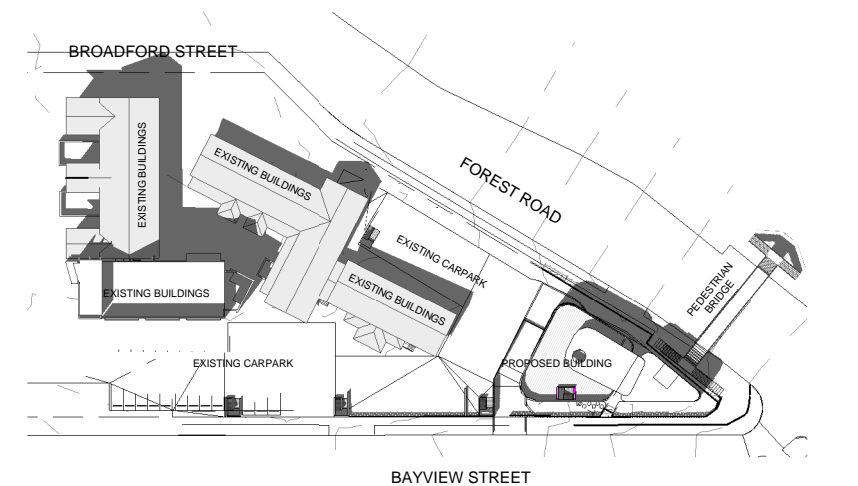 BROADFORD STREET
EXISTING BUILDINGS
EXISTING BUILDINGS
FOREST ROAD
EXISTING CARPARK
PEDESTRIAN
BRIDGE
EXISTING BUILDINGS
EXISTING BUILDINGS
EXISTING CARPARK
PROPOSED BUILDING
BAYVIEW STREET